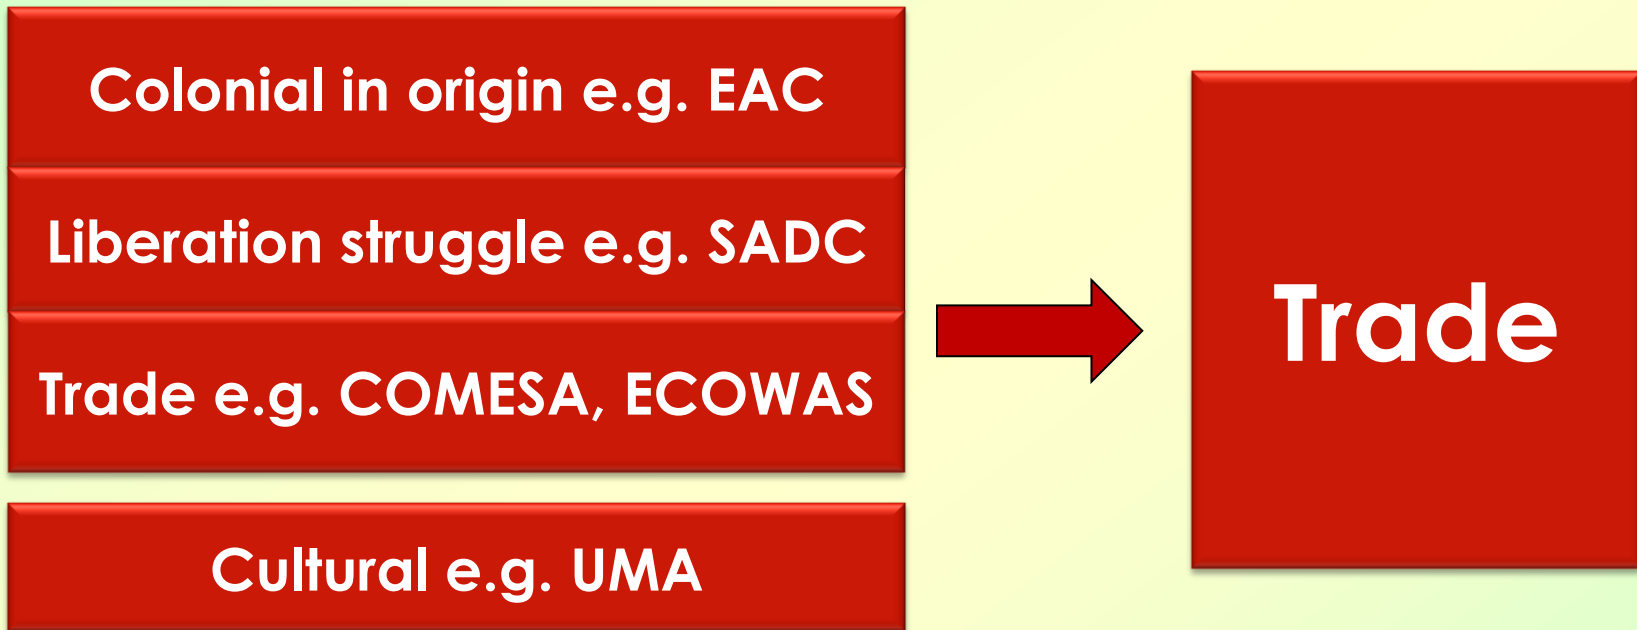 Colonial in origin e.g. EAC
Liberation struggle e.g. SADC
Trade e.g. COMESA, ECOWAS
Cultural e.g. UMA
Trade